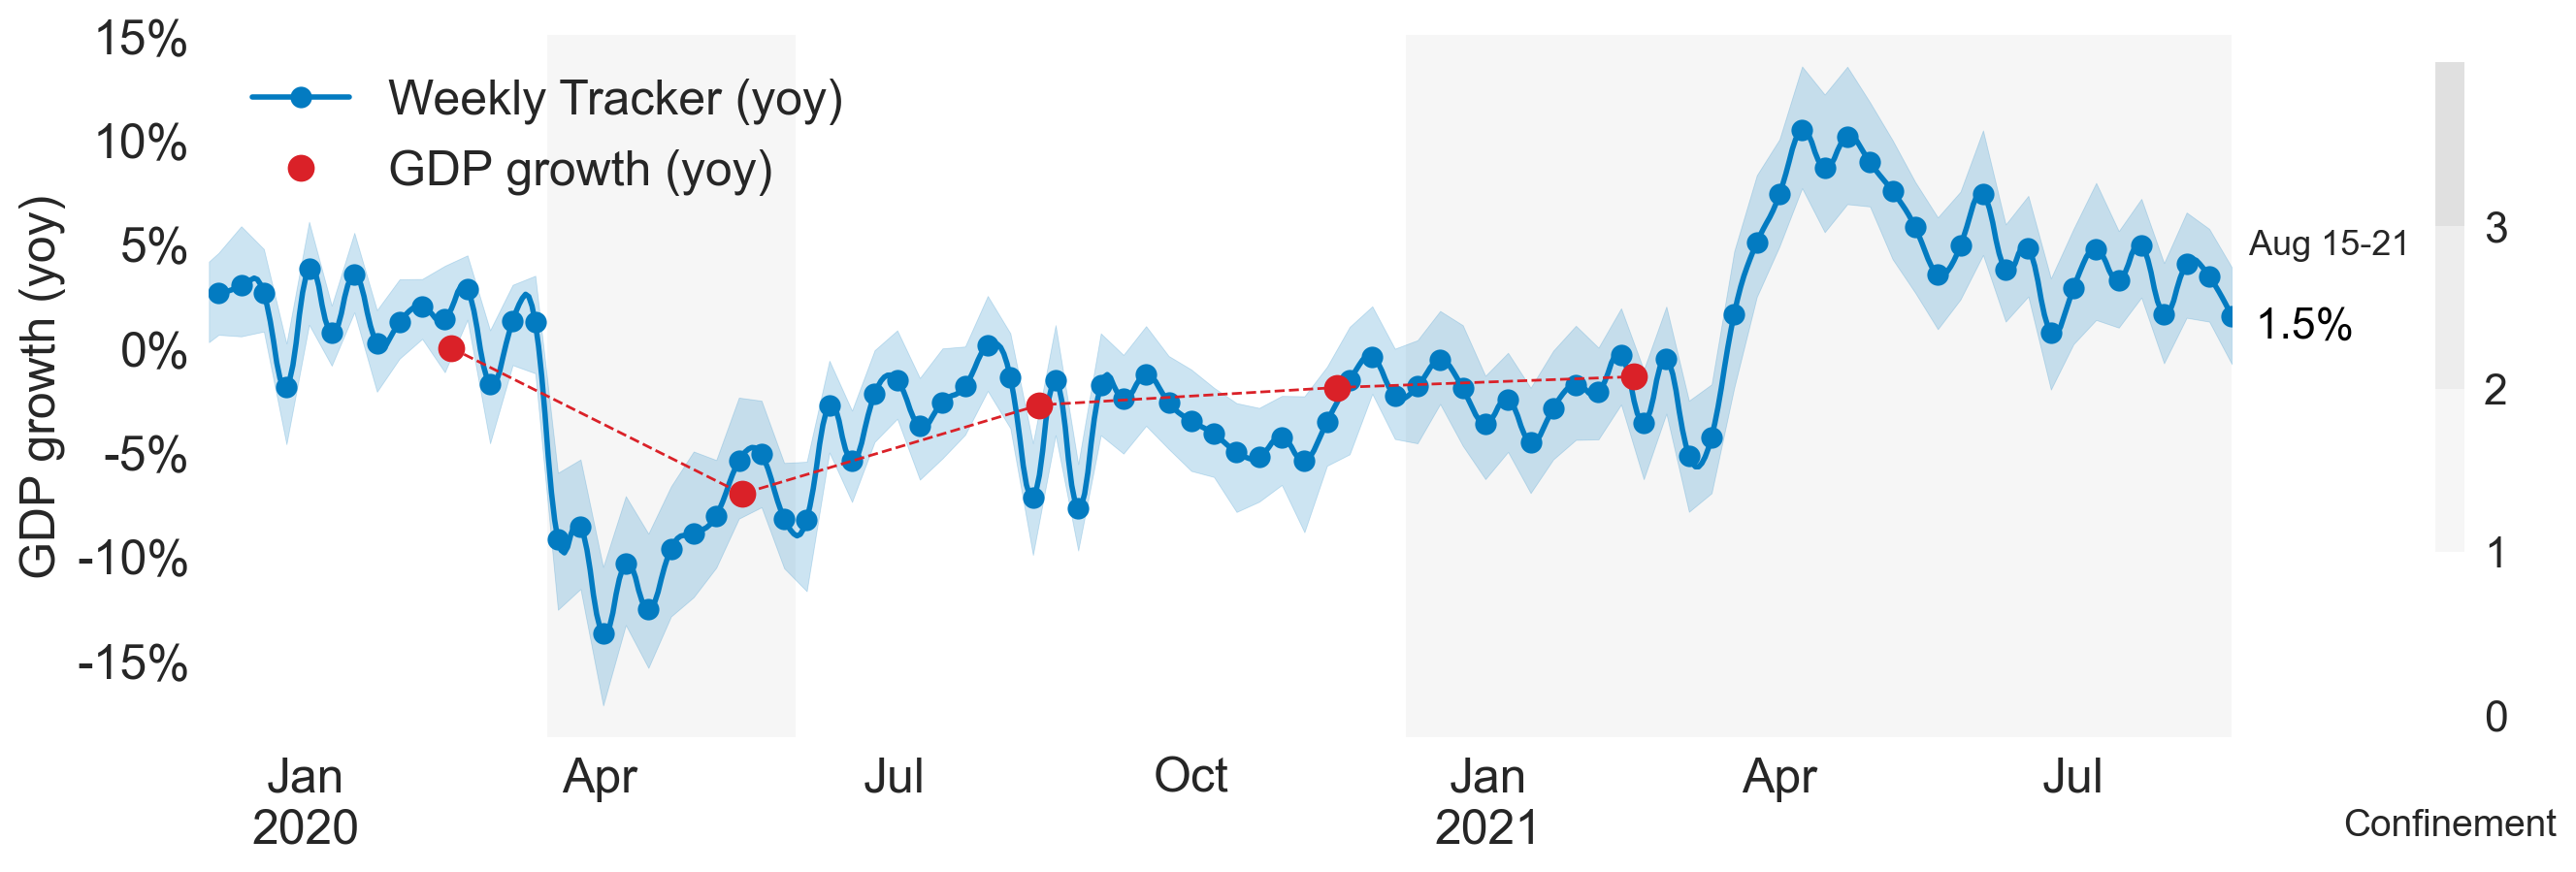 15%
10%
5%
0%
-5%
-10%
-15%
GDP growth (yoy)
Weekly Tracker (yoy)
GDP growth (yoy)
Aug 15-21
1.5%
3
2
1
0
Confinement
Jan
2020
Apr
Jul
Oct
Jan
2021
Apr
Jul